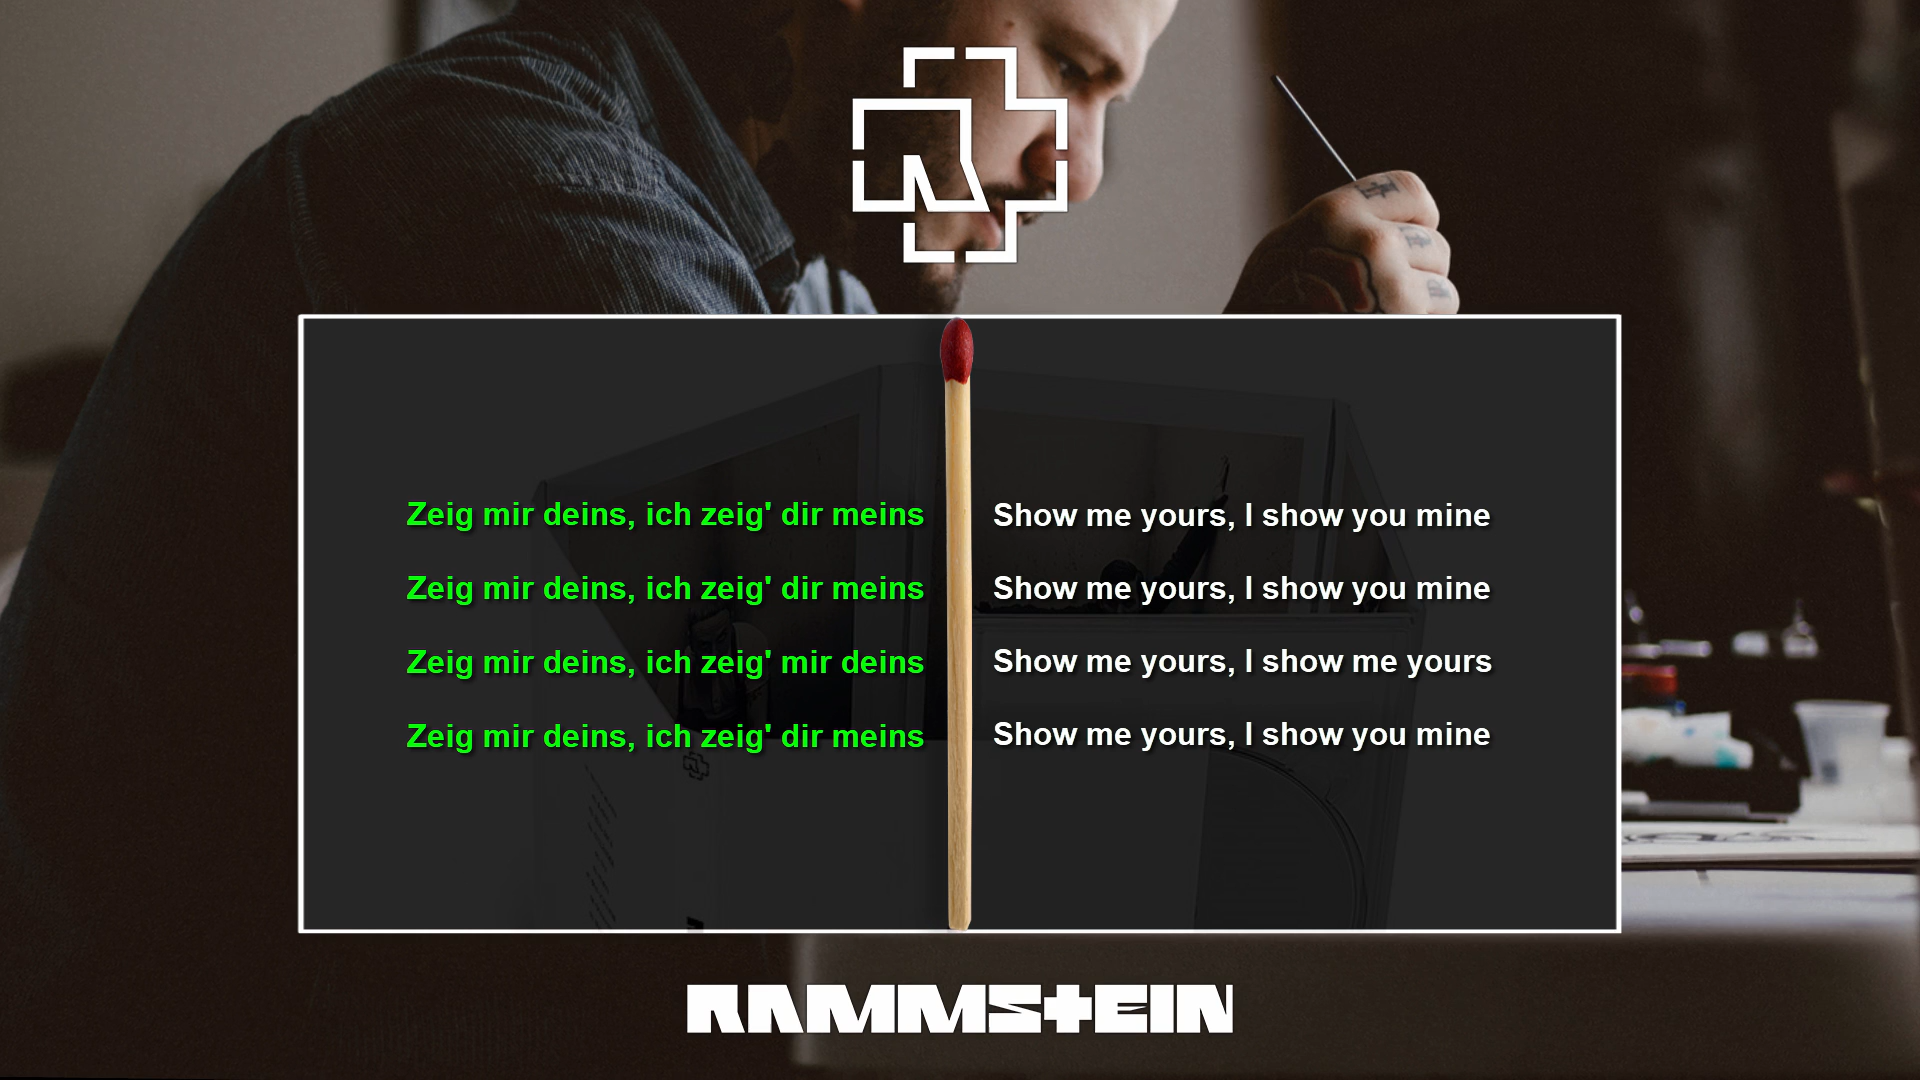 Zeig mir deins, ich zeig' dir meins
Zeig mir deins, ich zeig' dir meins
Zeig mir deins, ich zeig' mir deins
Zeig mir deins, ich zeig' dir meins
Show me yours, I show you mine
Show me yours, I show you mine
Show me yours, I show me yours
Show me yours, I show you mine
RAMMSTEIN